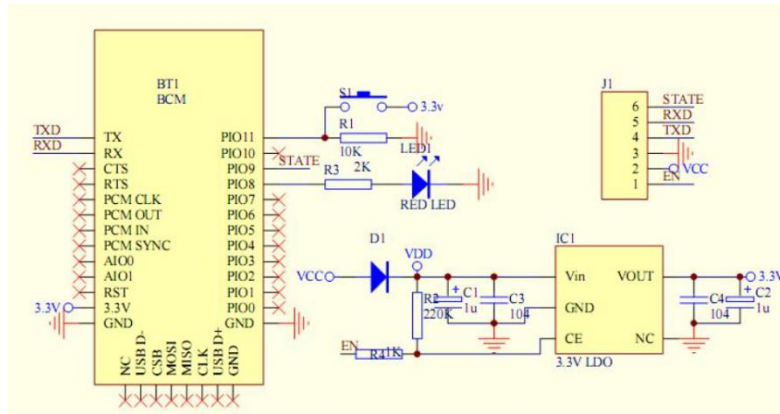 BT1
BCM
TXD
RXD
TX
RX
CTS
RTS
PCM CLK
PCM OUT
PCM IN
PCM SYNC
AIO0
AIO1
RST
3.3V
3.3V
GND
PIO11
PIO10
PIO9
PIO8
PIO7
PIO6
PIO5
PIO4
PIO3
PIO2
PIO1
PIO0
GND
NC
USB D-
CSB
MOSI
MISO
CLK
USB D+
GND
S1
3.3v
R1
10K
STATE
R3
2K
LED1
RED LED
J1
6 STATE
5 RXD
4 TXD
3
2 VCC
1 EN
D1
VCC
VDD
R2
220K
C1
1u
C3
104
EN
R4
1K
IC1
Vin
VOUT
GND
CE
NC
3.3V LDO
3.3V
C4
104
C2
1u